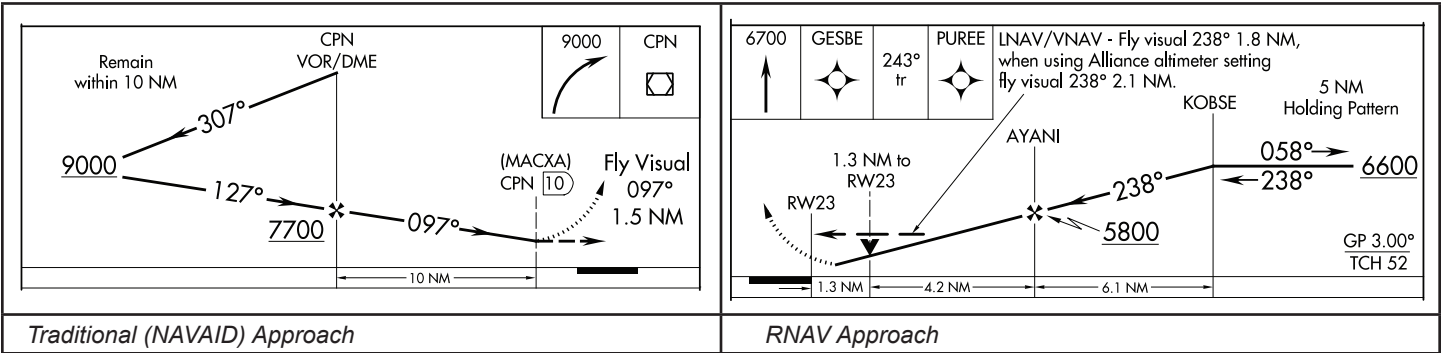 Remain
within 10 NM
CPN
VOR/DME
9000
CPN
307°
9000
127°
7700
097°
(MACXA)
CPN 10
Fly Visual
097°
1.5 NM
10 NM
Traditional (NAVAID) Approach
6700
GESBE
243°
tr
PUREE
LNAV/VNAV - Fly visual 238° 1.8 NM,
when using Alliance altimeter setting
fly visual 238° 2.1 NM.
5 NM
Holding Pattern
KOBSE
AYANI
058°
238°
6600
1.3 NM to
RW23
RW23
238°
5800
GP 3.00°
TCH 52
1.3 NM
4.2 NM
6.1 NM
RNAV Approach